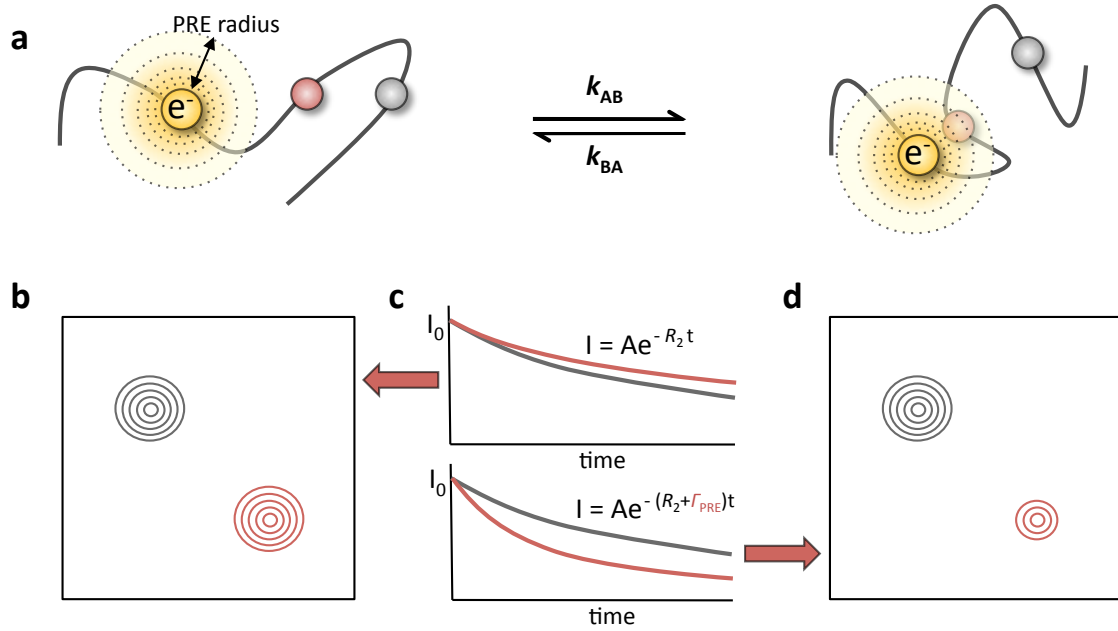 a
PRE radius
e-
kAB
kBA
e-
b
c
d
I0
I = Ae- R2 t
time
I0
I = Ae- (R2+ΓPRE)t
time